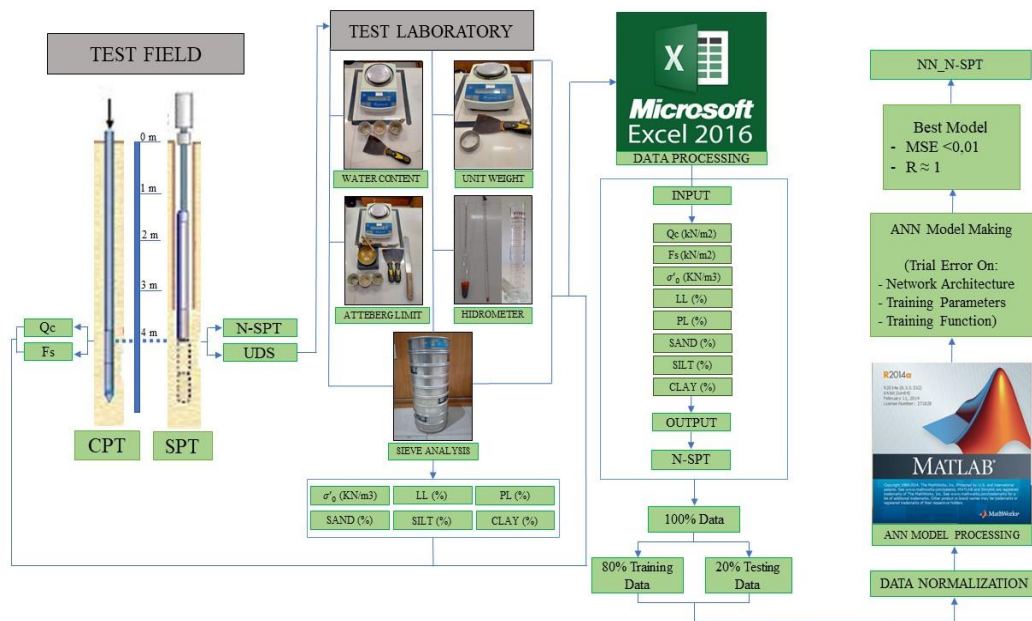 TEST FIELD
0 m
1 m
2 m
3 m
4 m
Qc
Fs
N-SPT
UDS
CPT
SPT
TEST LABORATORY
WATER CONTENT
UNIT WEIGHT
ATTEBERG LIMIT
HIDROMETER
SIEVE ANALYSIS
σ'₀ (KN/m3)
LL (%)
PL (%)
SAND (%)
SILT (%)
CLAY (%)
X
Microsoft
Excel 2016
DATA PROCESSING
INPUT
Qc (kN/m2)
Fs (kN/m2)
σ'₀ (KN/m3)
LL (%)
PL (%)
SAND (%)
SILT (%)
CLAY (%)
OUTPUT
N-SPT
100% Data
80% Training
Data
20% Testing
Data
NN_N-SPT
Best Model
- MSE <0,01
- R ≈ 1
ANN Model Making
(Trial Error On:
- Network Architecture
- Training Parameters
- Training Function)
R2014a
February 11, 2014
MATLAB®
MathWorks
ANN MODEL PROCESSING
DATA NORMALIZATION